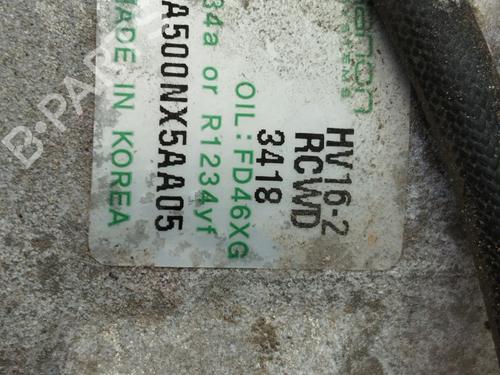 HV16-2
RCWD
3418
OIL: FD46XG
34a or R1234yf
A500NX5AA05
MADE IN KOREA
B-PARTS